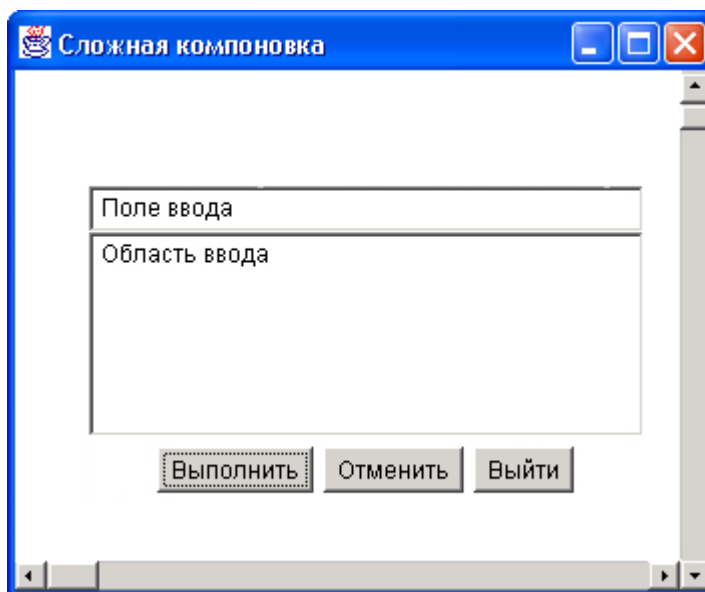 Сложная компоновка
Поле ввода
Область ввода
Выполнить Отменить Выйти